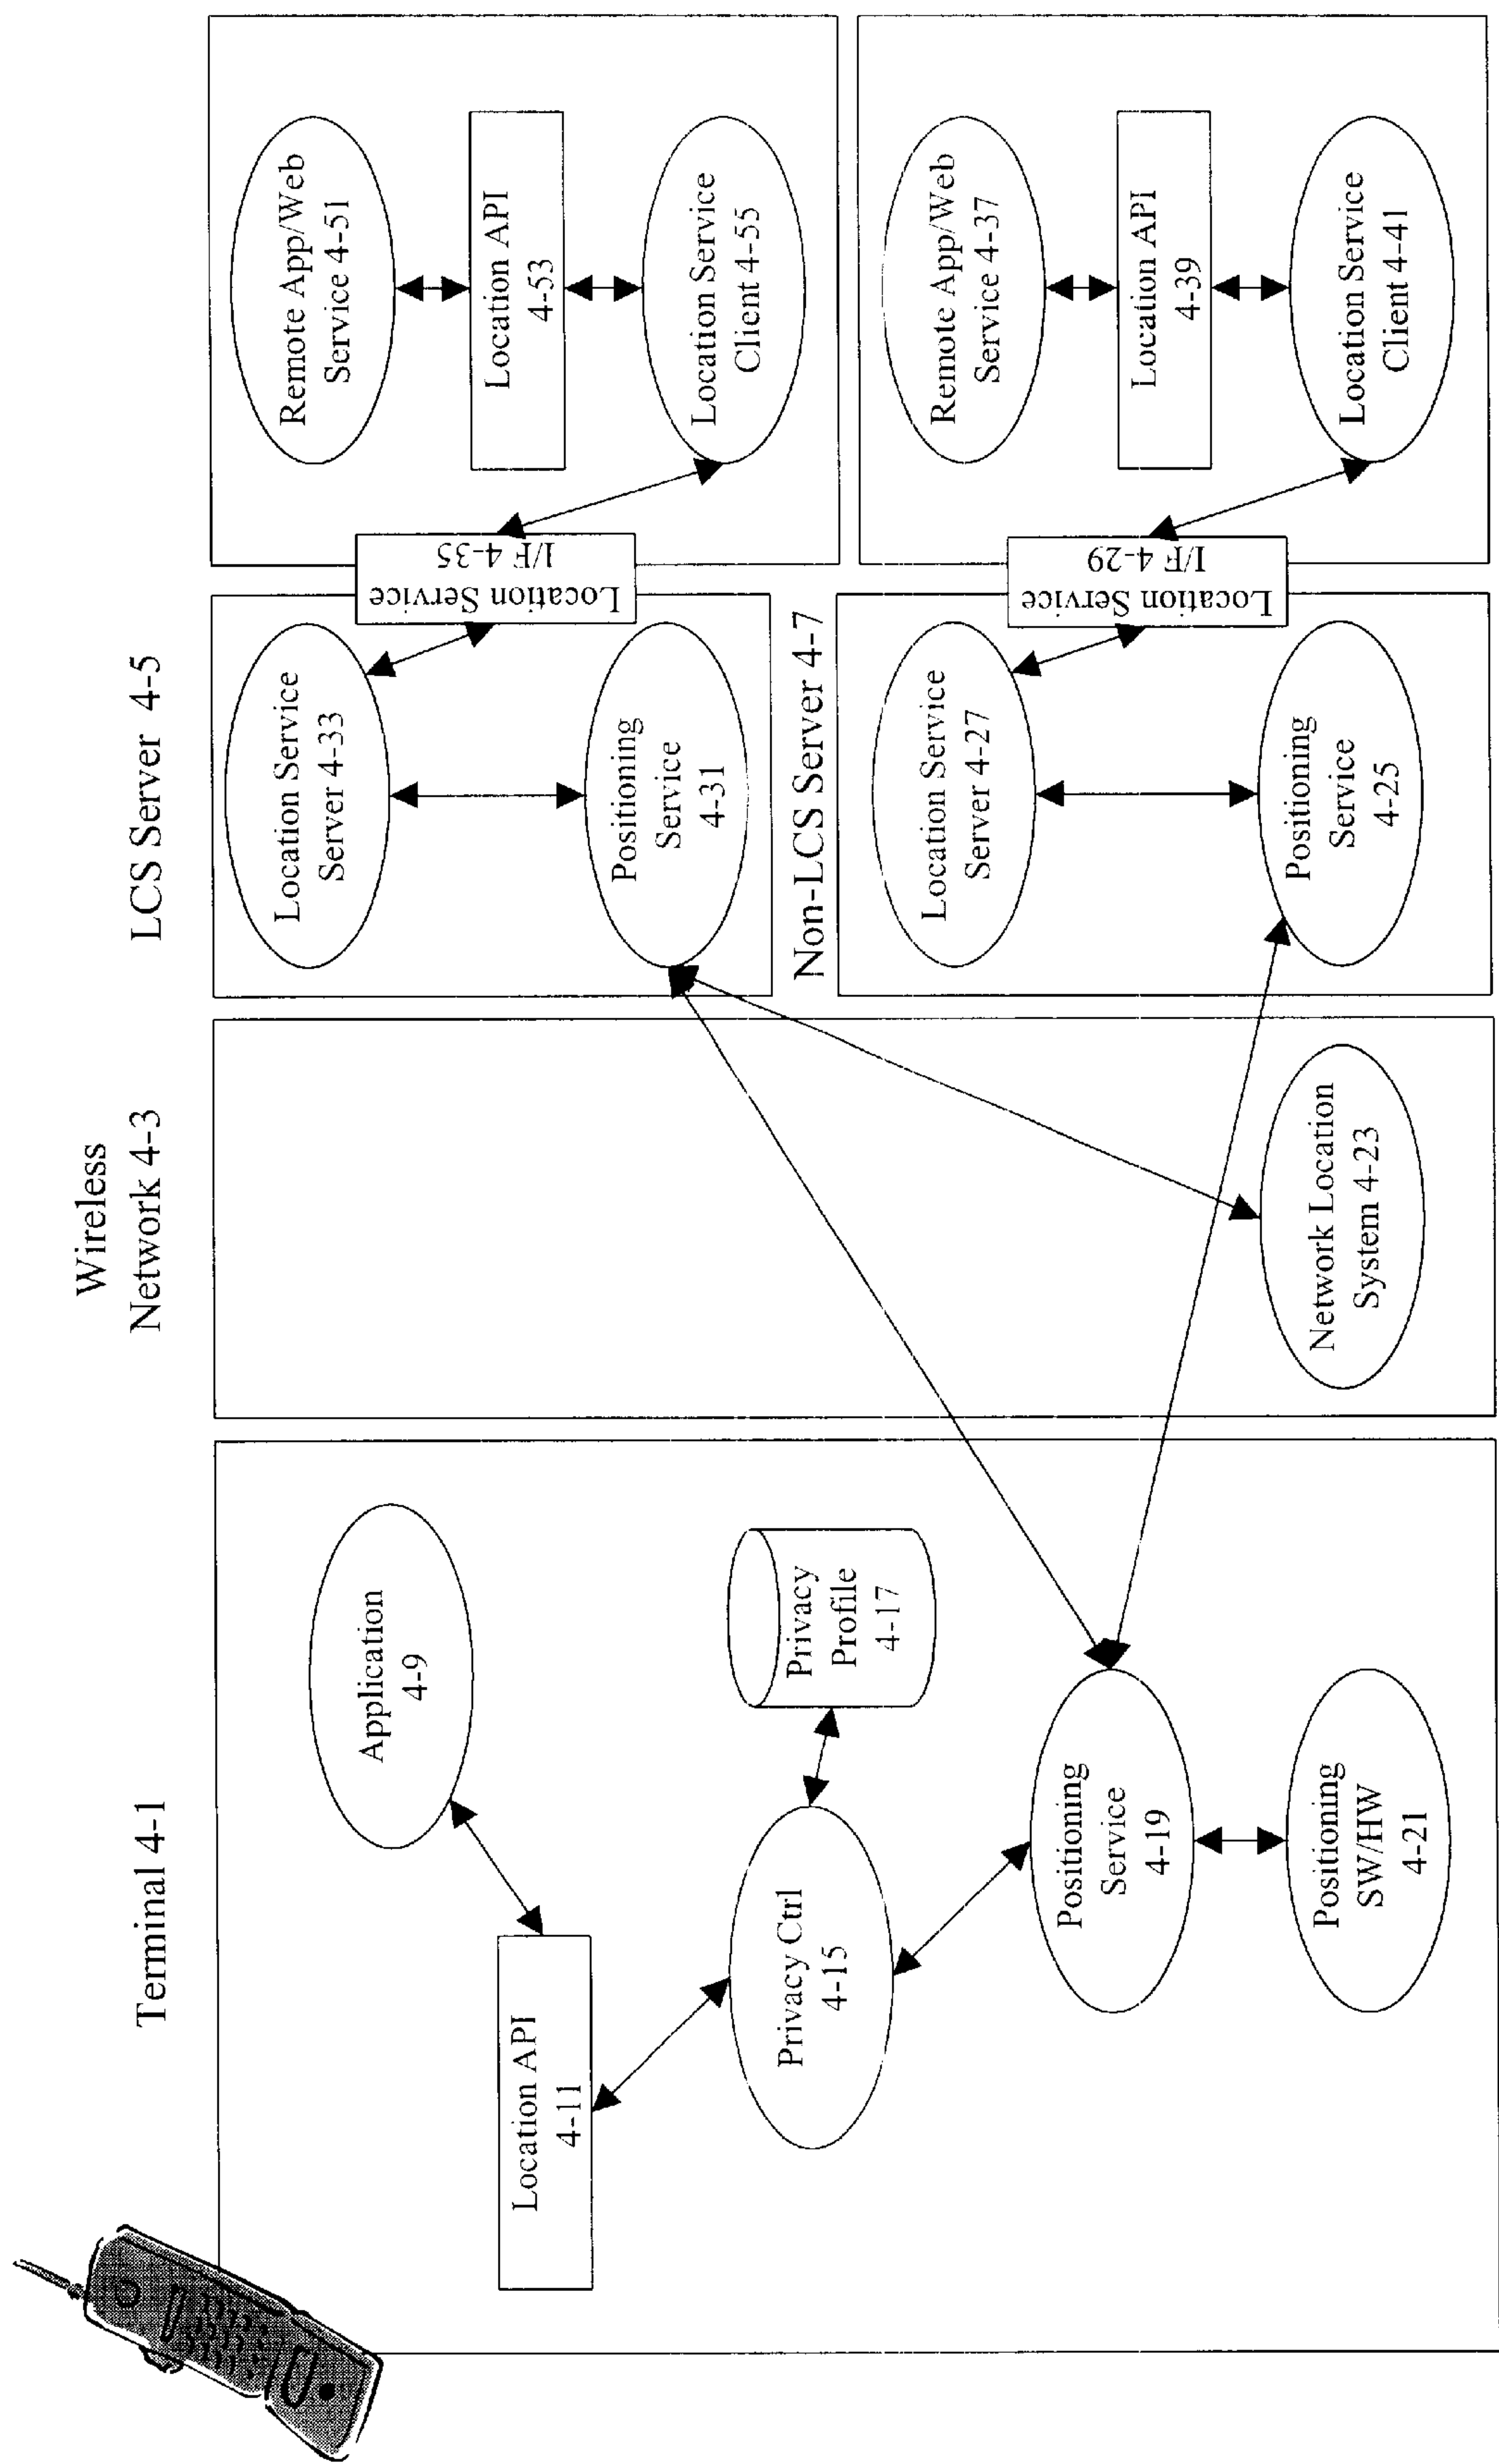 Terminal 4-1
Wireless
Network 4-3
LCS Server 4-5
Application
4-9
Location API
4-11
Privacy Ctrl
4-15
Privacy
Profile
4-17
Positioning
Service
4-19
Positioning
SW/HW
4-21
Network Location
System 4-23
Location Service
Server 4-33
Positioning
Service
4-31
Non-LCS Server 4-7
Location Service
Server 4-27
Positioning
Service
4-25
Location Service
I/F 4-35
Location Service
I/F 4-29
Remote App/Web
Service 4-51
Location API
4-53
Location Service
Client 4-55
Remote App/Web
Service 4-37
Location API
4-39
Location Service
Client 4-41